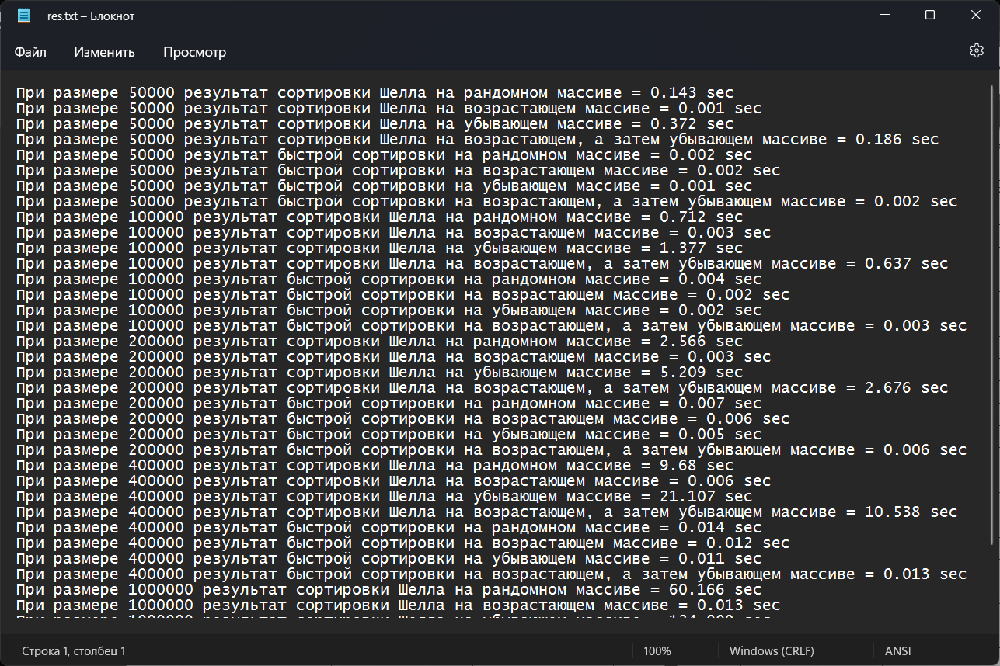 res.txt – Блокнот
Файл Изменить Просмотр
При размере 50000 результат сортировки Шелла на рандомном массиве = 0.143 sec
При размере 50000 результат сортировки Шелла на возрастающем массиве = 0.001 sec
При размере 50000 результат сортировки Шелла на убывающем массиве = 0.372 sec
При размере 50000 результат сортировки Шелла на возрастающем, а затем убывающем массиве = 0.186 sec
При размере 50000 результат быстрой сортировки на рандомном массиве = 0.002 sec
При размере 50000 результат быстрой сортировки на возрастающем массиве = 0.002 sec
При размере 50000 результат быстрой сортировки на убывающем массиве = 0.001 sec
При размере 50000 результат быстрой сортировки на возрастающем, а затем убывающем массиве = 0.002 sec
При размере 100000 результат сортировки Шелла на рандомном массиве = 0.712 sec
При размере 100000 результат сортировки Шелла на возрастающем массиве = 0.003 sec
При размере 100000 результат сортировки Шелла на убывающем массиве = 1.377 sec
При размере 100000 результат сортировки Шелла на возрастающем, а затем убывающем массиве = 0.637 sec
При размере 100000 результат быстрой сортировки на рандомном массиве = 0.004 sec
При размере 100000 результат быстрой сортировки на возрастающем массиве = 0.002 sec
При размере 100000 результат быстрой сортировки на убывающем массиве = 0.002 sec
При размере 100000 результат быстрой сортировки на возрастающем, а затем убывающем массиве = 0.003 sec
При размере 200000 результат сортировки Шелла на рандомном массиве = 2.566 sec
При размере 200000 результат сортировки Шелла на возрастающем массиве = 0.003 sec
При размере 200000 результат сортировки Шелла на убывающем массиве = 5.209 sec
При размере 200000 результат сортировки Шелла на возрастающем, а затем убывающем массиве = 2.676 sec
При размере 200000 результат быстрой сортировки на рандомном массиве = 0.007 sec
При размере 200000 результат быстрой сортировки на возрастающем массиве = 0.006 sec
При размере 200000 результат быстрой сортировки на убывающем массиве = 0.005 sec
При размере 200000 результат быстрой сортировки на возрастающем, а затем убывающем массиве = 0.006 sec
При размере 400000 результат сортировки Шелла на рандомном массиве = 9.68 sec
При размере 400000 результат сортировки Шелла на возрастающем массиве = 0.006 sec
При размере 400000 результат сортировки Шелла на убывающем массиве = 21.107 sec
При размере 400000 результат сортировки Шелла на возрастающем, а затем убывающем массиве = 10.538 sec
При размере 400000 результат быстрой сортировки на рандомном массиве = 0.014 sec
При размере 400000 результат быстрой сортировки на возрастающем массиве = 0.012 sec
При размере 400000 результат быстрой сортировки на убывающем массиве = 0.011 sec
При размере 400000 результат быстрой сортировки на возрастающем, а затем убывающем массиве = 0.013 sec
При размере 1000000 результат сортировки Шелла на рандомном массиве = 60.166 sec
При размере 1000000 результат сортировки Шелла на возрастающем массиве = 0.013 sec
Строка 1, столбец 1 100% Windows (CRLF) ANSI